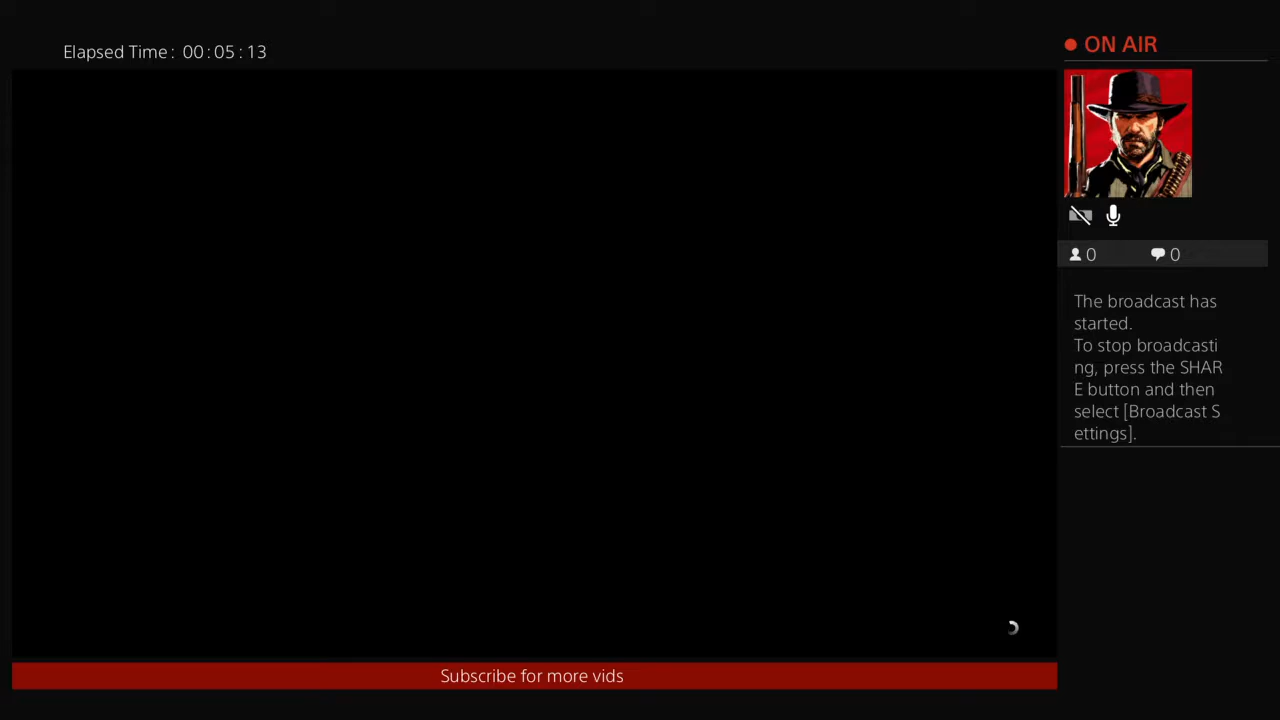 Elapsed Time: 00:05:13
ON AIR
0 0
The broadcast has
started.
To stop broadcasti
ng, press the SHAR
E button and then
select [Broadcast S
ettings].
Subscribe for more vids